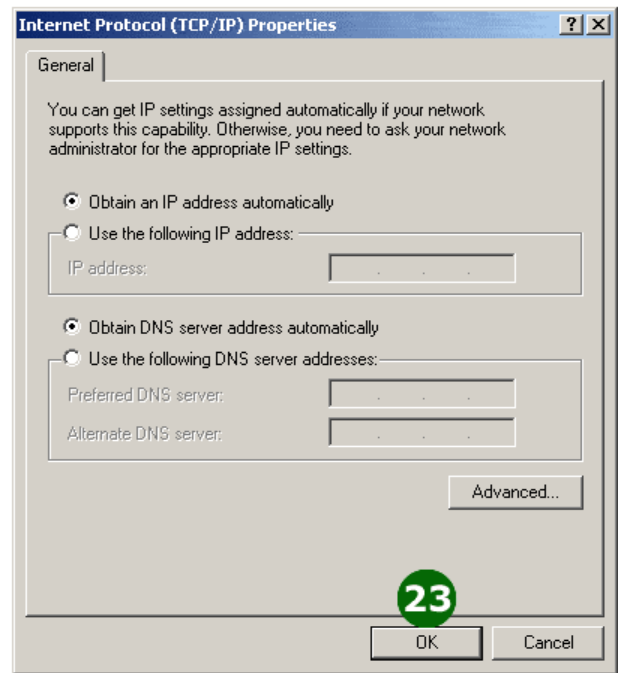 Internet Protocol (TCP/IP) Properties
General
You can get IP settings assigned automatically if your network
supports this capability. Otherwise, you need to ask your network
administrator for the appropriate IP settings.
Obtain an IP address automatically
Use the following IP address:
IP address:
Obtain DNS server address automatically
Use the following DNS server addresses:
Preferred DNS server:
Alternate DNS server:
Advanced...
23
OK Cancel